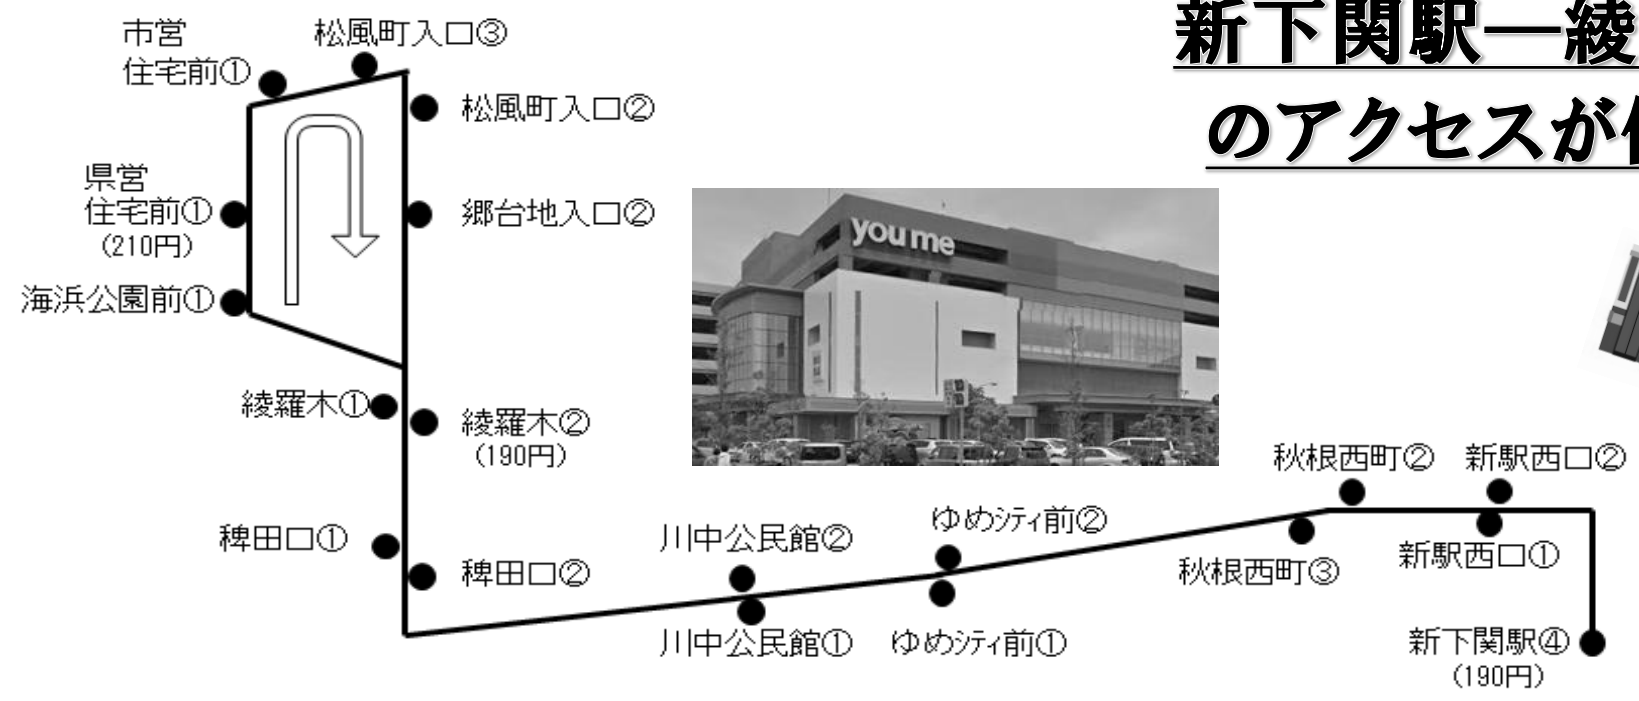 新下関駅―綾
のアクセスが
市営
住宅前①
松風町入口③
松風町入口②
県営
住宅前①
(210円)
郷台地入口②
海浜公園前①
youme
綾羅木①
綾羅木②
(190円)
稗田口①
稗田口②
川中公民館②
川中公民館①
ゆめシティ前②
ゆめシティ前①
秋根西町②
新駅西口②
秋根西町③
新駅西口①
新下関駅④
(190円)